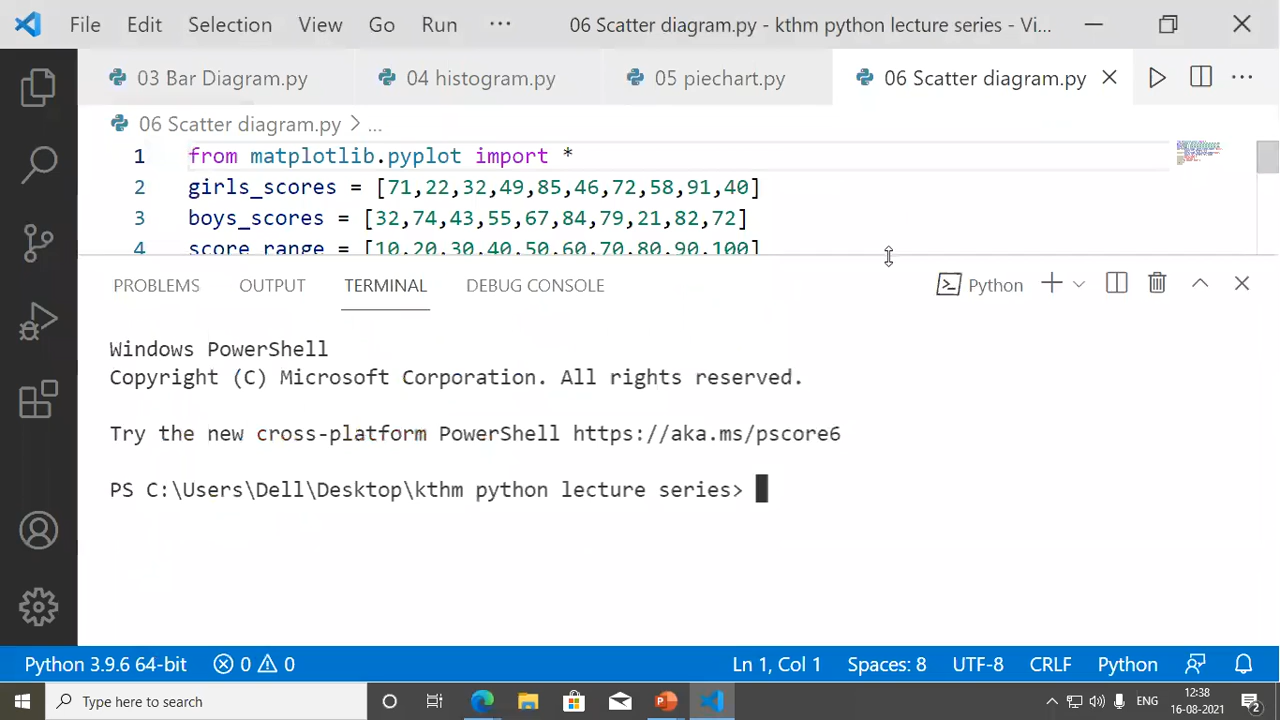 File Edit Selection View Go Run ··· 06 Scatter diagram.py - kthm python lecture series - Vi...
03 Bar Diagram.py 04 histogram.py 05 piechart.py 06 Scatter diagram.py
06 Scatter diagram.py > ...
1 from matplotlib.pyplot import *
2 girls_scores = [71,22,32,49,85,46,72,58,91,40]
3 boys_scores = [32,74,43,55,67,84,79,21,82,72]
4 score_range = [10,20,30,40,50,60,70,80,90,100]
PROBLEMS OUTPUT TERMINAL DEBUG CONSOLE Python
Windows PowerShell
Copyright (C) Microsoft Corporation. All rights reserved.
Try the new cross-platform PowerShell https://aka.ms/pscore6
PS C:\Users\Dell\Desktop\kthm python lecture series>
Python 3.9.6 64-bit 0 0 Ln 1, Col 1 Spaces: 8 UTF-8 CRLF Python
Type here to search ENG 12:38
16-08-2021 2